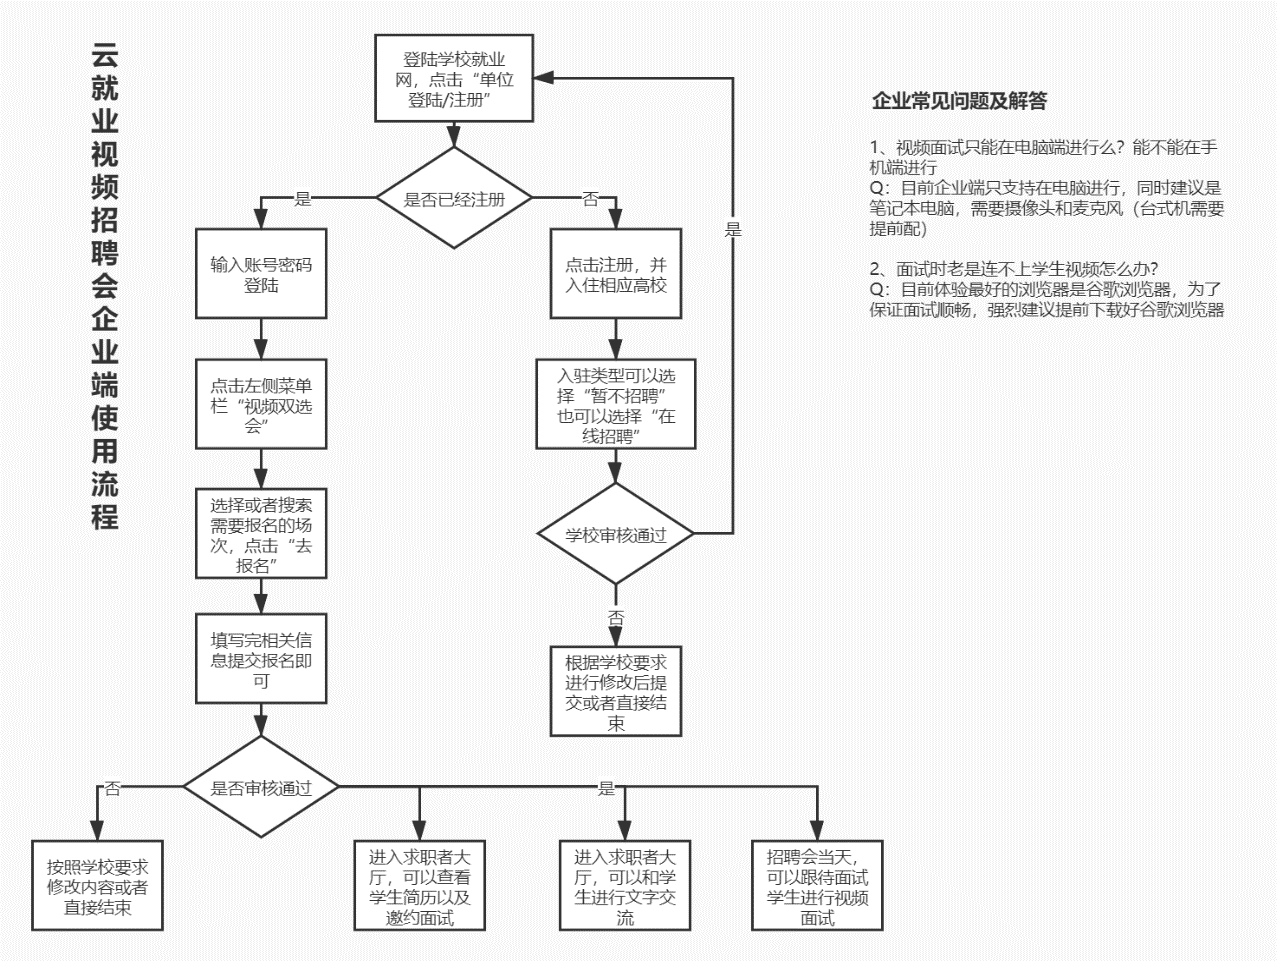 云就业视频招聘会企业端使用流程
登陆学校就业
网，点击“单位
登陆/注册”
是否已经注册
是
否
输入账号密码
登陆
点击左侧菜单
栏“视频双选
会”
选择或者搜索
需要报名的场
次，点击“去
报名”
填写完相关信
息提交报名即
可
是否审核通过
否
是
按照学校要求
修改内容或者
直接结束
进入求职者大
厅，可以查看
学生简历以及
邀约面试
进入求职者大
厅，可以和学
生进行文字交
流
招聘会当天，
可以跟待面试
学生进行视频
面试
点击注册，并
入住相应高校
入驻类型可以选
择“暂不招聘”
也可以选择“在
线招聘”
学校审核通过
是
否
根据学校要求
进行修改后提
交或者直接结
束
企业常见问题及解答
1、视频面试只能在电脑端进行么？能不能在手
机端进行
Q：目前企业端只支持在电脑进行，同时建议是
笔记本电脑，需要摄像头和麦克风（台式机需要
提前配）
2、面试时老是连不上学生视频怎么办？
Q：目前体验最好的浏览器是谷歌浏览器，为了
保证面试顺畅，强烈建议提前下载好谷歌浏览器